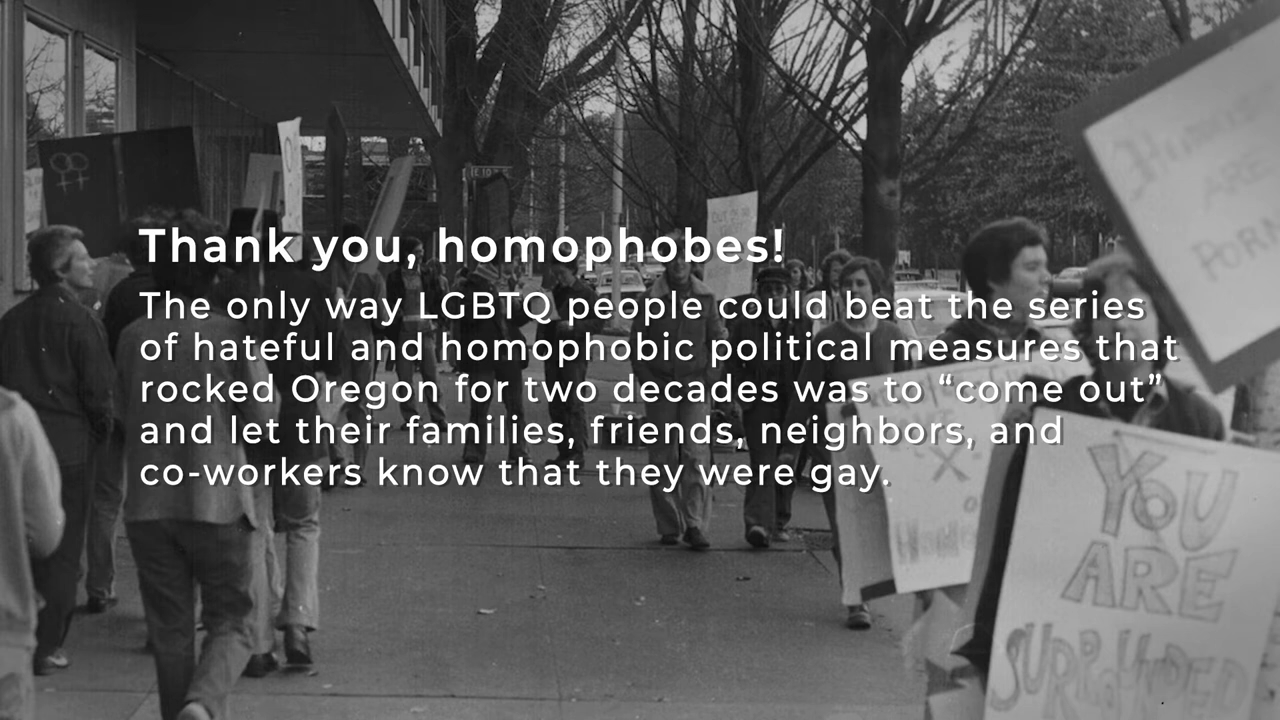 Thank you, homophobes!
The only way LGBTQ people could beat the series
of hateful and homophobic political measures that
rocked Oregon for two decades was to “come out”
and let their families, friends, neighbors, and
co-workers know that they were gay.
ARE
PORN
YOU
ARE
SURROUNDED